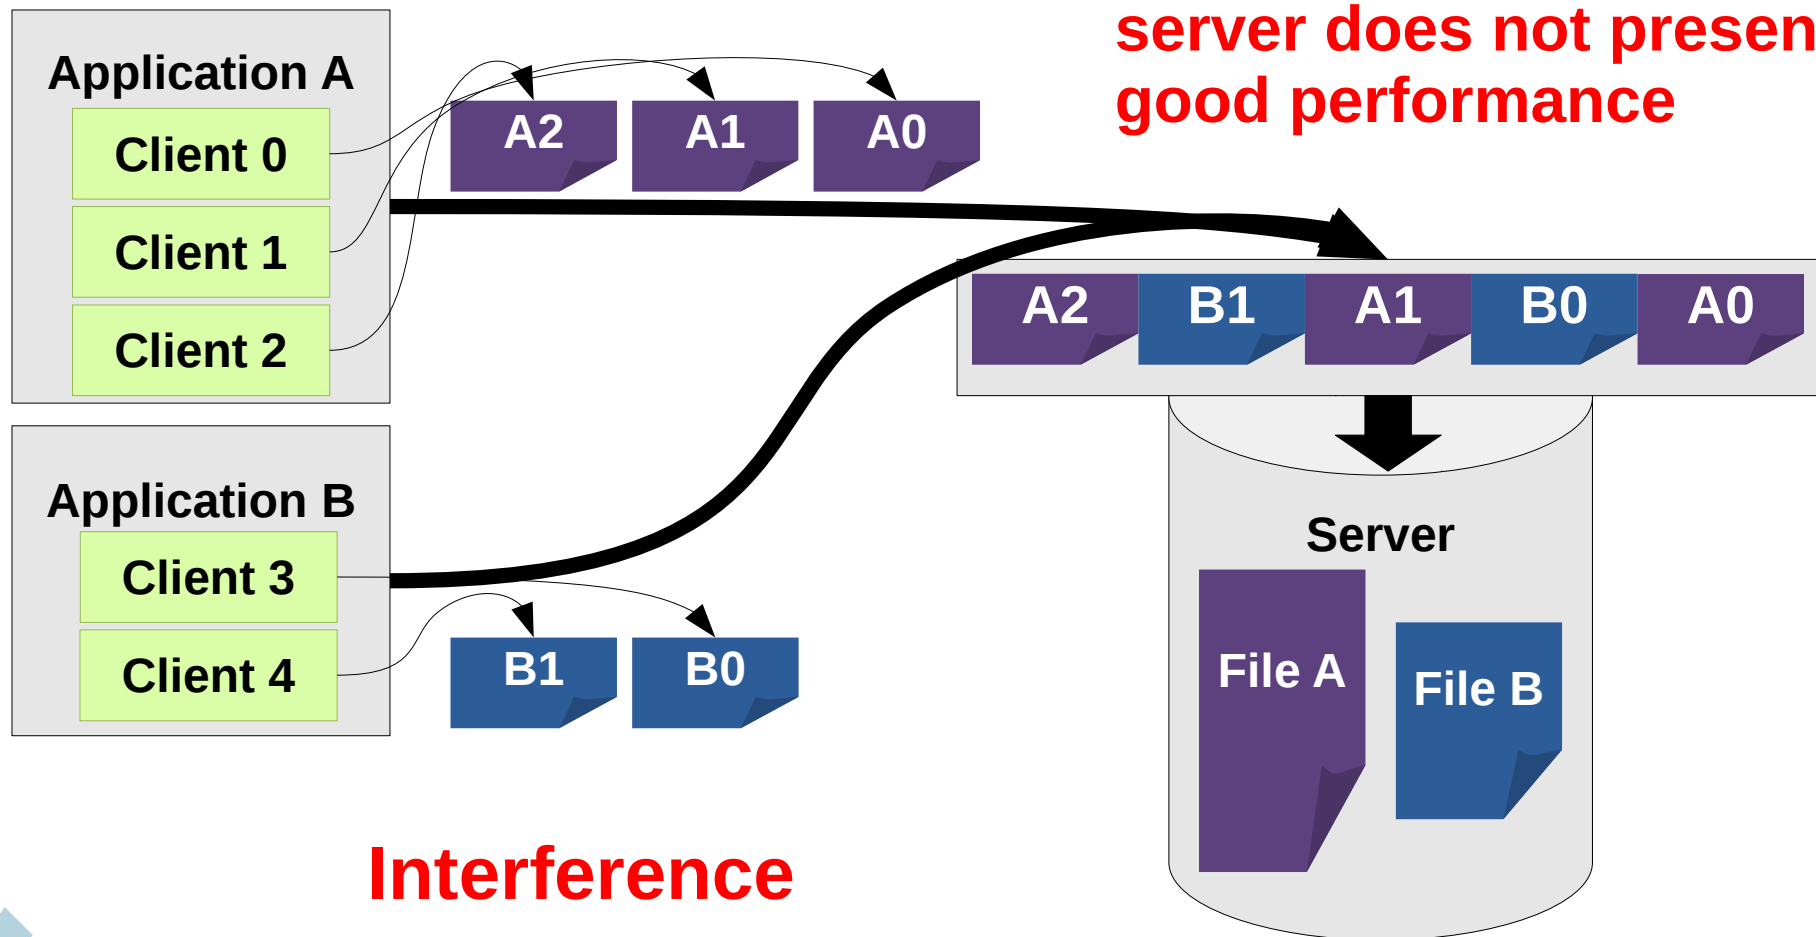 server does not presen
good performance
Application A
Client 0
Client 1
Client 2
A2 A1 A0
A2 B1 A1 B0 A0
Application B
Client 3
Client 4
B1 B0
Server
File A
File B
Interference